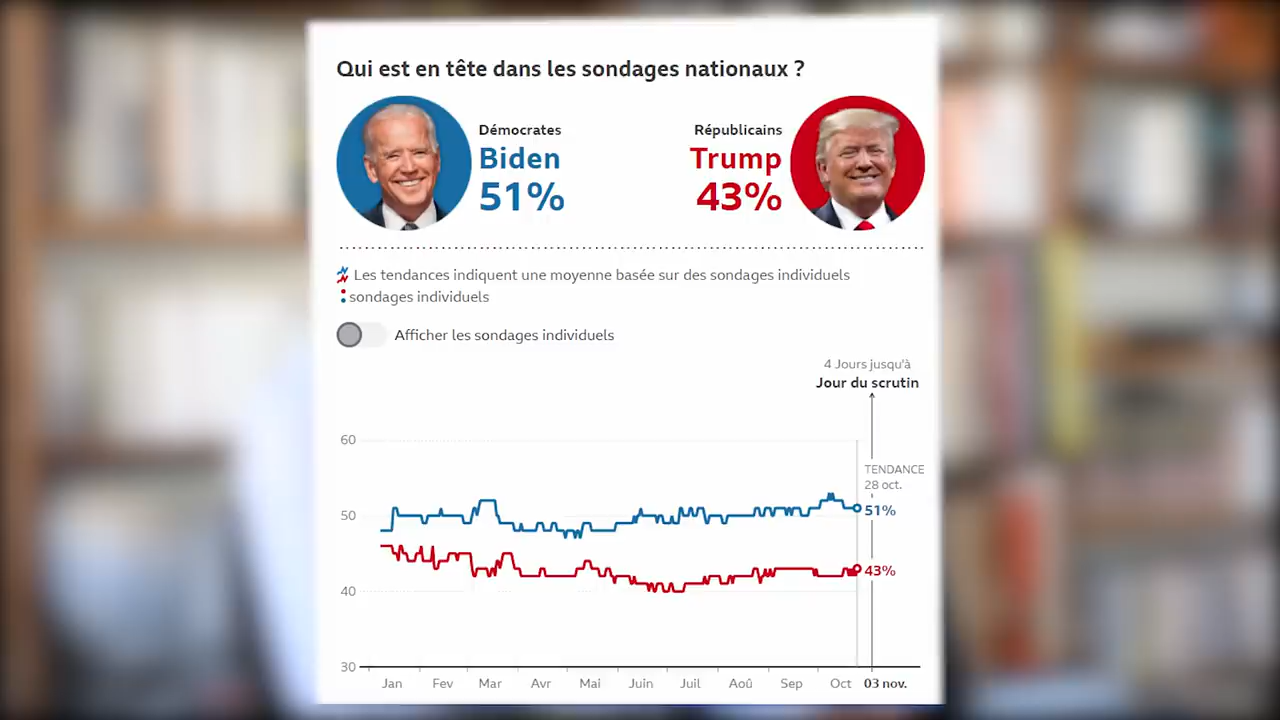 Qui est en tête dans les sondages nationaux ?
Démocrates
Biden
51%
Républicains
Trump
43%
Les tendances indiquent une moyenne basée sur des sondages individuels
sondages individuels
Afficher les sondages individuels
4 Jours jusqu'à
Jour du scrutin
60
50
40
30
TENDANCE
28 oct.
51%
43%
Jan Fev Mar Avr Mai Juin Juil Aoû Sep Oct 03 nov.